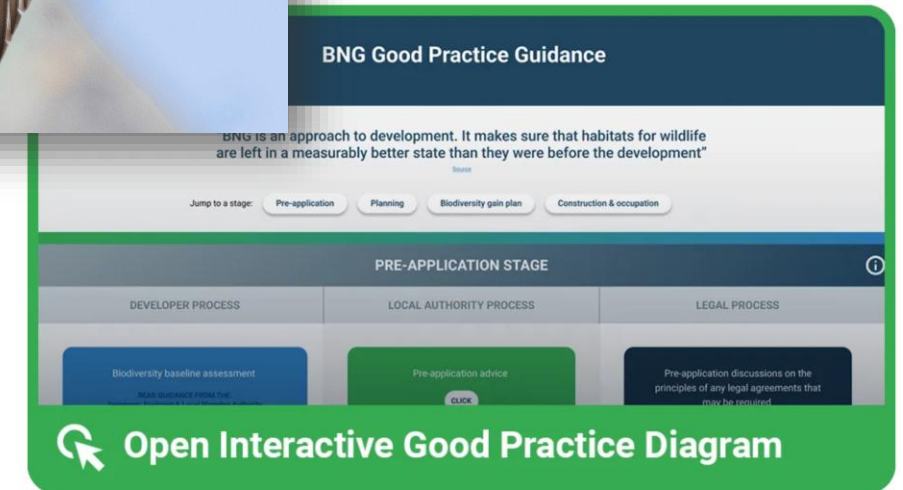 BNG Good Practice Guidance
BNG is an approach to development. It makes sure that habitats for wildlife
are left in a measurably better state than they were before the development”
Source
Jump to a stage: Pre-application Planning Biodiversity gain plan Construction & occupation
PRE-APPLICATION STAGE
DEVELOPER PROCESS LOCAL AUTHORITY PROCESS LEGAL PROCESS
Biodiversity baseline assessment
READ GUIDANCE FROM THE
Pre-application advice
CLICK
Pre-application discussions on the
principles of any legal agreements that
may be required
Open Interactive Good Practice Diagram